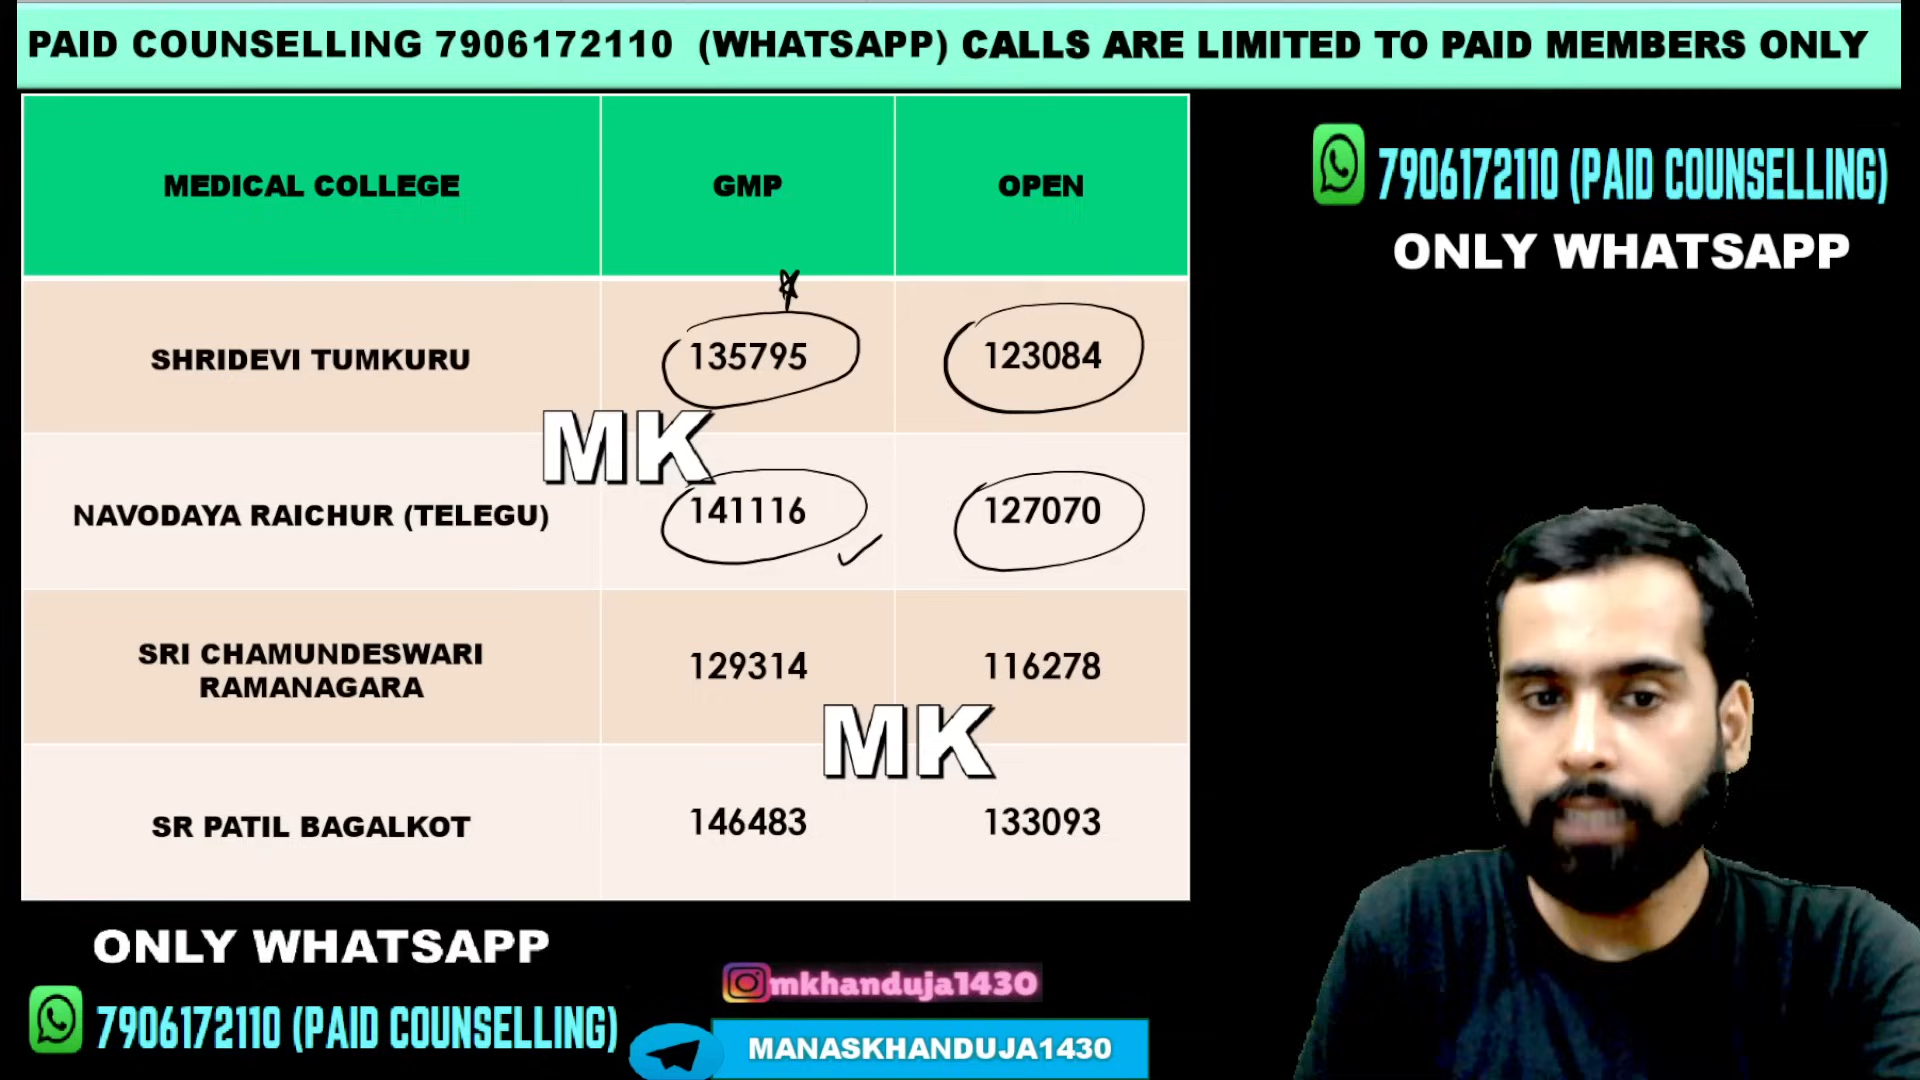 PAID COUNSELLING 7906172110 (WHATSAPP) CALLS ARE LIMITED TO PAID MEMBERS ONLY
7906172110 (PAID COUNSELLING)
ONLY WHATSAPP
MEDICAL COLLEGE GMP OPEN
SHRIDEVI TUMKURU 135795 123084
MK
NAVODAYA RAICHUR (TELEGU) 141116 127070
SRI CHAMUNDESWARI
RAMANAGARA 129314 116278
MK
SR PATIL BAGALKOT 146483 133093
ONLY WHATSAPP
7906172110 (PAID COUNSELLING)
mkhanduja1430
MANASKHANDUJA1430